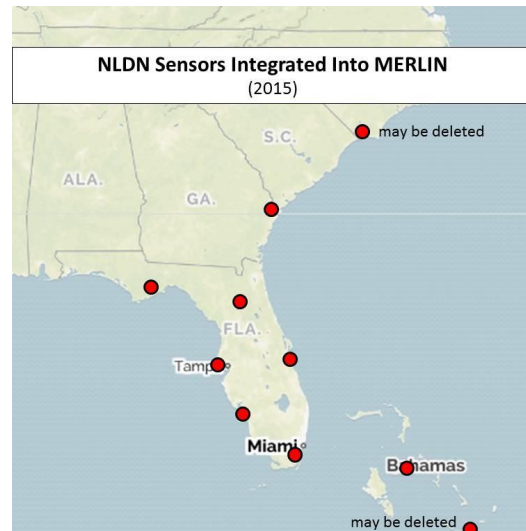 NLDN Sensors Integrated Into MERLIN
(2015)
S.C.
may be deleted
ALA.
GA.
FLA.
Tampa
Miami
Bahamas
may be deleted